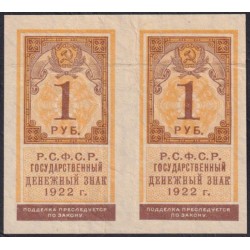 1 1
РУБ. РУБ.
Р.С.Ф.С.Р. Р.С.Ф.С.Р.
ГОСУДАРСТВЕННЫЙ ГОСУДАРСТВЕННЫЙ
ДЕНЕЖНЫЙ ЗНАК ДЕНЕЖНЫЙ ЗНАК
1922 г. 1922 г.
ПОДДЕЛКА ПРЕСЛЕДУЕТСЯ ПОДДЕЛКА ПРЕСЛЕДУЕТСЯ
ПО ЗАКОНУ ПО ЗАКОНУ